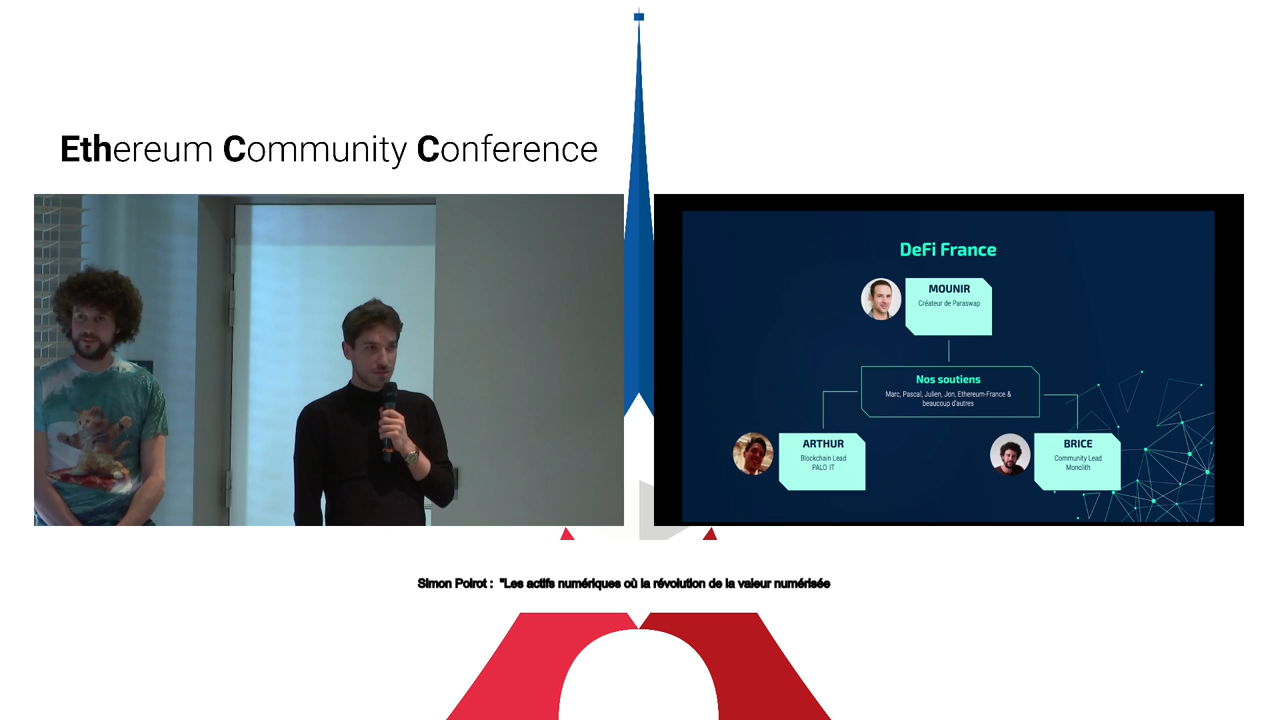 Ethereum Community Conference
DeFi France
MOUNIR
Créateur de Paraswap
Nos soutiens
Marc, Pascal, Julien, Jon, Ethereum-France &
beaucoup d'autres
ARTHUR
Blockchain Lead
PALO IT
BRICE
Community Lead
Monolith
Simon Poirot : "Les actifs numériques où la révolution de la valeur numérisée